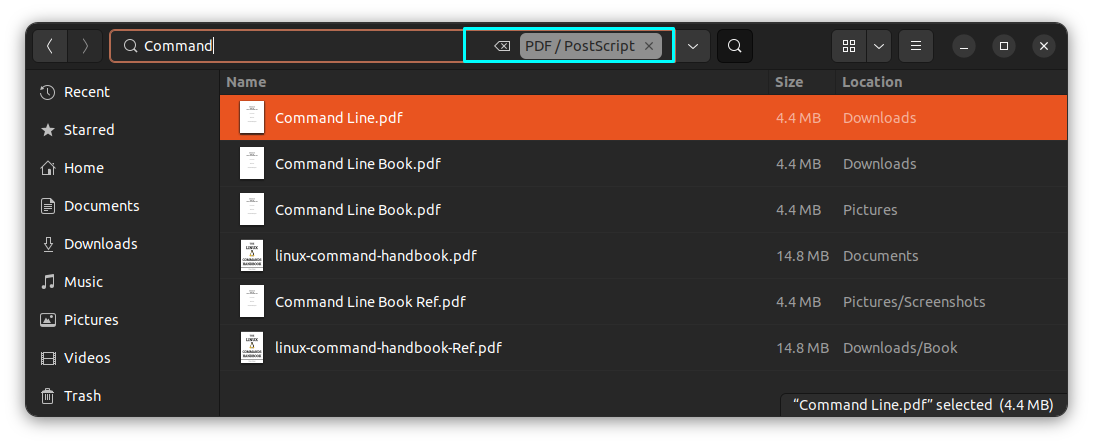 Command PDF / PostScript
Name Size Location
Recent
Starred
Home
Documents
Downloads
Music
Pictures
Videos
Trash
Command Line.pdf 4.4 MB Downloads
Command Line Book.pdf 4.4 MB Downloads
Command Line Book.pdf 4.4 MB Pictures
linux-command-handbook.pdf 14.8 MB Documents
Command Line Book Ref.pdf 4.4 MB Pictures/Screenshots
linux-command-handbook-Ref.pdf 14.8 MB Downloads/Book
“Command Line.pdf” selected (4.4 MB)